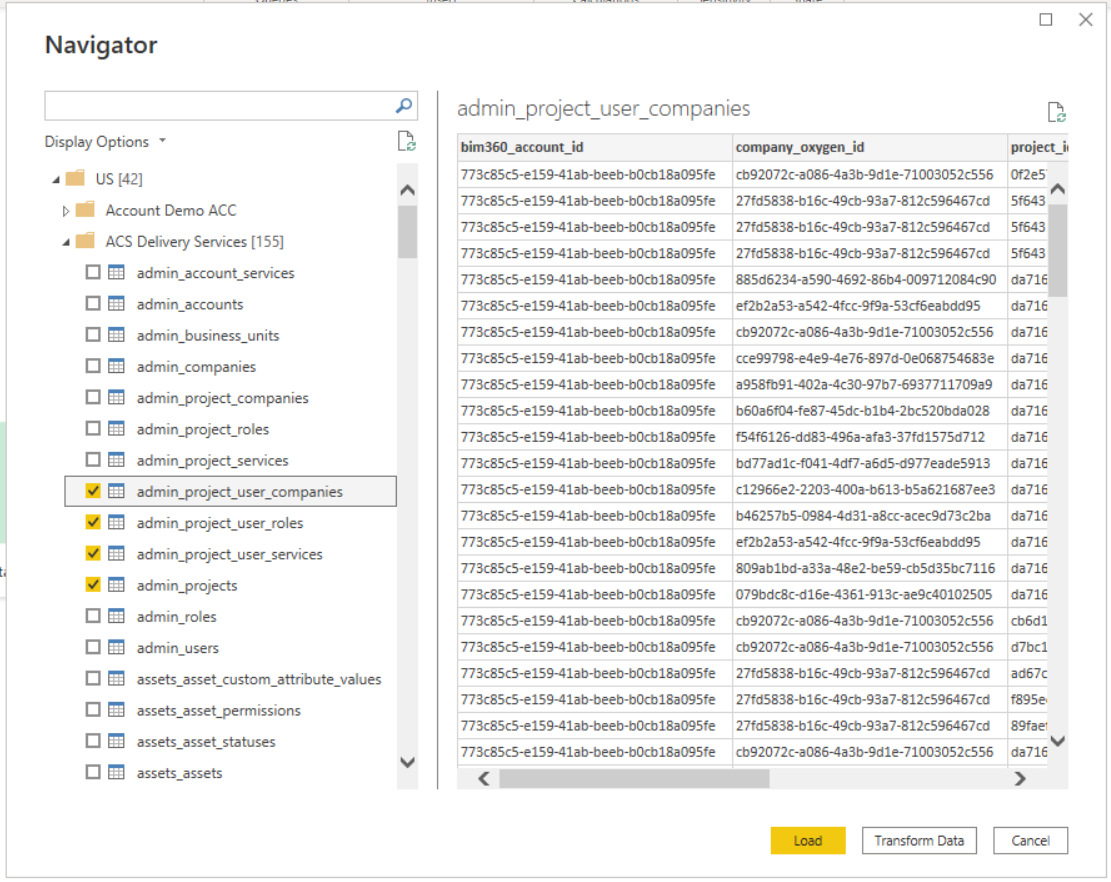 Navigator
Display Options
US [42]
Account Demo ACC
ACS Delivery Services [155]
admin_account_services
admin_accounts
admin_business_units
admin_companies
admin_project_companies
admin_project_roles
admin_project_services
admin_project_user_companies
admin_project_user_roles
admin_project_user_services
admin_projects
admin_roles
admin_users
assets_asset_custom_attribute_values
assets_asset_permissions
assets_asset_statuses
assets_assets
admin_project_user_companies
bim360_account_id company_oxygen_id project_i
773c85c5-e159-41ab-beeb-b0cb18a095fe cb92072c-a086-4a3b-9d1e-71003052c556 0f2e5
773c85c5-e159-41ab-beeb-b0cb18a095fe 27fd5838-b16c-49cb-93a7-812c596467cd 5f643
773c85c5-e159-41ab-beeb-b0cb18a095fe 27fd5838-b16c-49cb-93a7-812c596467cd 5f643
773c85c5-e159-41ab-beeb-b0cb18a095fe 27fd5838-b16c-49cb-93a7-812c596467cd 5f643
773c85c5-e159-41ab-beeb-b0cb18a095fe 885d6234-a590-4692-86b4-009712084c90 da716
773c85c5-e159-41ab-beeb-b0cb18a095fe ef2b2a53-a542-4fcc-9f9a-53cf6eabdd95 da716
773c85c5-e159-41ab-beeb-b0cb18a095fe cb92072c-a086-4a3b-9d1e-71003052c556 da716
773c85c5-e159-41ab-beeb-b0cb18a095fe cce99798-e4e9-4e76-897d-0e068754683e da716
773c85c5-e159-41ab-beeb-b0cb18a095fe a958fb91-402a-4c30-97b7-6937711709a9 da716
773c85c5-e159-41ab-beeb-b0cb18a095fe b60a6f04-fe87-45dc-b1b4-2bc520bda028 da716
773c85c5-e159-41ab-beeb-b0cb18a095fe f54f6126-dd83-496a-afa3-37fd1575d712 da716
773c85c5-e159-41ab-beeb-b0cb18a095fe bd77ad1c-f041-4df7-a6d5-d977eade5913 da716
773c85c5-e159-41ab-beeb-b0cb18a095fe c12966e2-2203-400a-b613-b5a621687ee3 da716
773c85c5-e159-41ab-beeb-b0cb18a095fe b46257b5-0984-4d31-a8cc-acec9d73c2ba da716
773c85c5-e159-41ab-beeb-b0cb18a095fe ef2b2a53-a542-4fcc-9f9a-53cf6eabdd95 da716
773c85c5-e159-41ab-beeb-b0cb18a095fe 809ab1bd-a33a-48e2-be59-cb5d35bc7116 da716
773c85c5-e159-41ab-beeb-b0cb18a095fe 079bdc8c-d16e-4361-913c-ae9c40102505 da716
773c85c5-e159-41ab-beeb-b0cb18a095fe cb92072c-a086-4a3b-9d1e-71003052c556 cb6d1
773c85c5-e159-41ab-beeb-b0cb18a095fe cb92072c-a086-4a3b-9d1e-71003052c556 d7bc1
773c85c5-e159-41ab-beeb-b0cb18a095fe 27fd5838-b16c-49cb-93a7-812c596467cd ad67c
773c85c5-e159-41ab-beeb-b0cb18a095fe 27fd5838-b16c-49cb-93a7-812c596467cd f895e
773c85c5-e159-41ab-beeb-b0cb18a095fe 27fd5838-b16c-49cb-93a7-812c596467cd 89fae
773c85c5-e159-41ab-beeb-b0cb18a095fe cb92072c-a086-4a3b-9d1e-71003052c556 da716
Load Transform Data Cancel